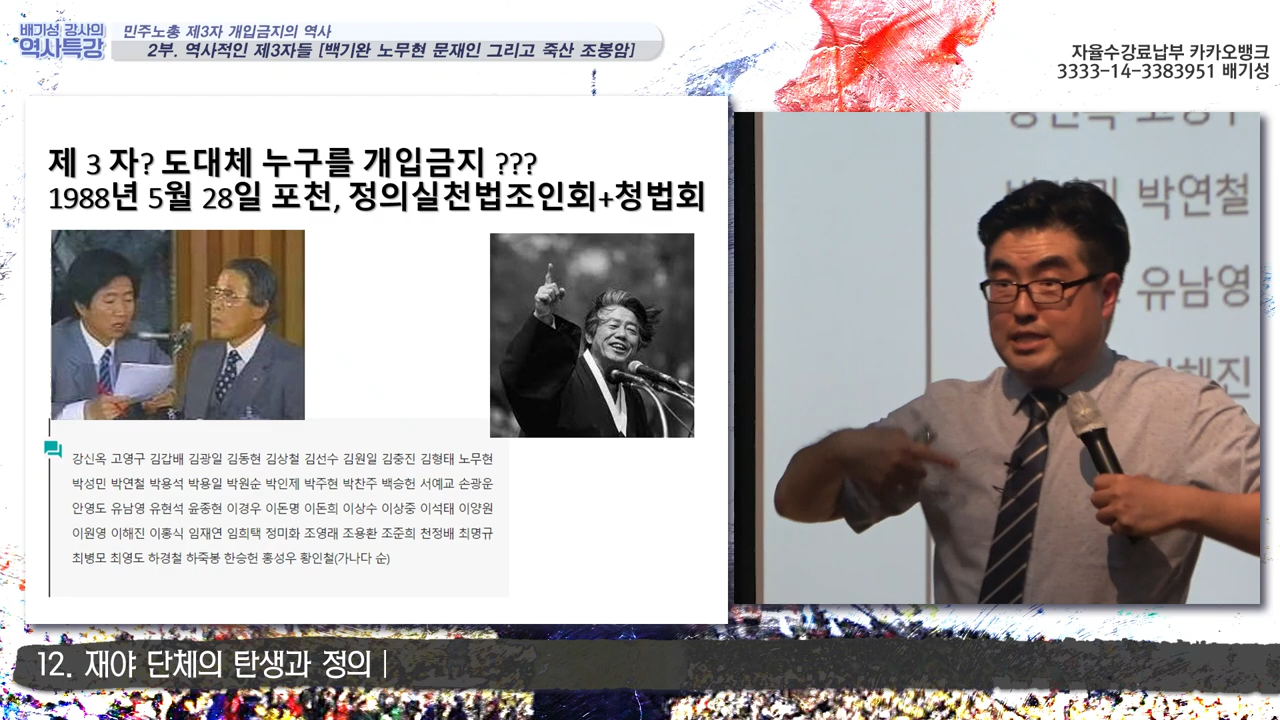 배기성 강사의
역사특강
민주노총 제3자 개입금지의 역사
2부. 역사적인 제3자들 [백기완 노무현 문재인 그리고 죽산 조봉암]
자율수강료납부 카카오뱅크
3333-14-3383951 배기성
제 3 자? 도대체 누구를 개입금지 ???
1988년 5월 28일 포천, 정의실천법조인회+청법회
강신옥 고영구 김갑배 김광일 김동현 김상철 김선수 김원일 김충진 김형태 노무현
박성민 박연철 박용석 박용일 박원순 박인제 박주현 박찬주 백승헌 서예교 손광운
안영도 유남영 유현석 윤종현 이경우 이돈명 이돈희 이상수 이상중 이석태 이양원
이원영 이해진 이홍식 임재연 임희택 정미화 조영래 조용환 조준희 천정배 최명규
최병모 최영도 하경철 하죽봉 한승헌 홍성우 황인철(가나다 순)
박연철
유남영
12. 재야 단체의 탄생과 정의